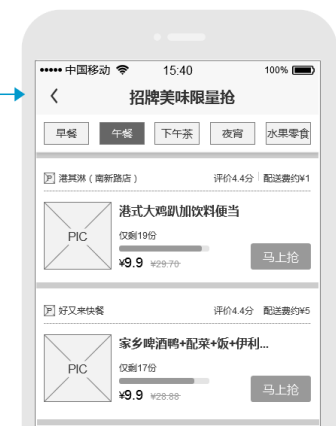 中国移动 15:40 100%
招牌美味限量抢
早餐 午餐 下午茶 夜宵 水果零食
P 港其淋（南新路店） 评价4.4分 配送费约¥1
PIC
港式大鸡趴加饮料便当
仅剩19份
¥9.9 ¥29.70 马上抢
P 好又来快餐 评价4.4分 配送费约¥5
PIC
家乡啤酒鸭+配菜+饭+伊利...
仅剩17份
¥9.9 ¥28.88 马上抢